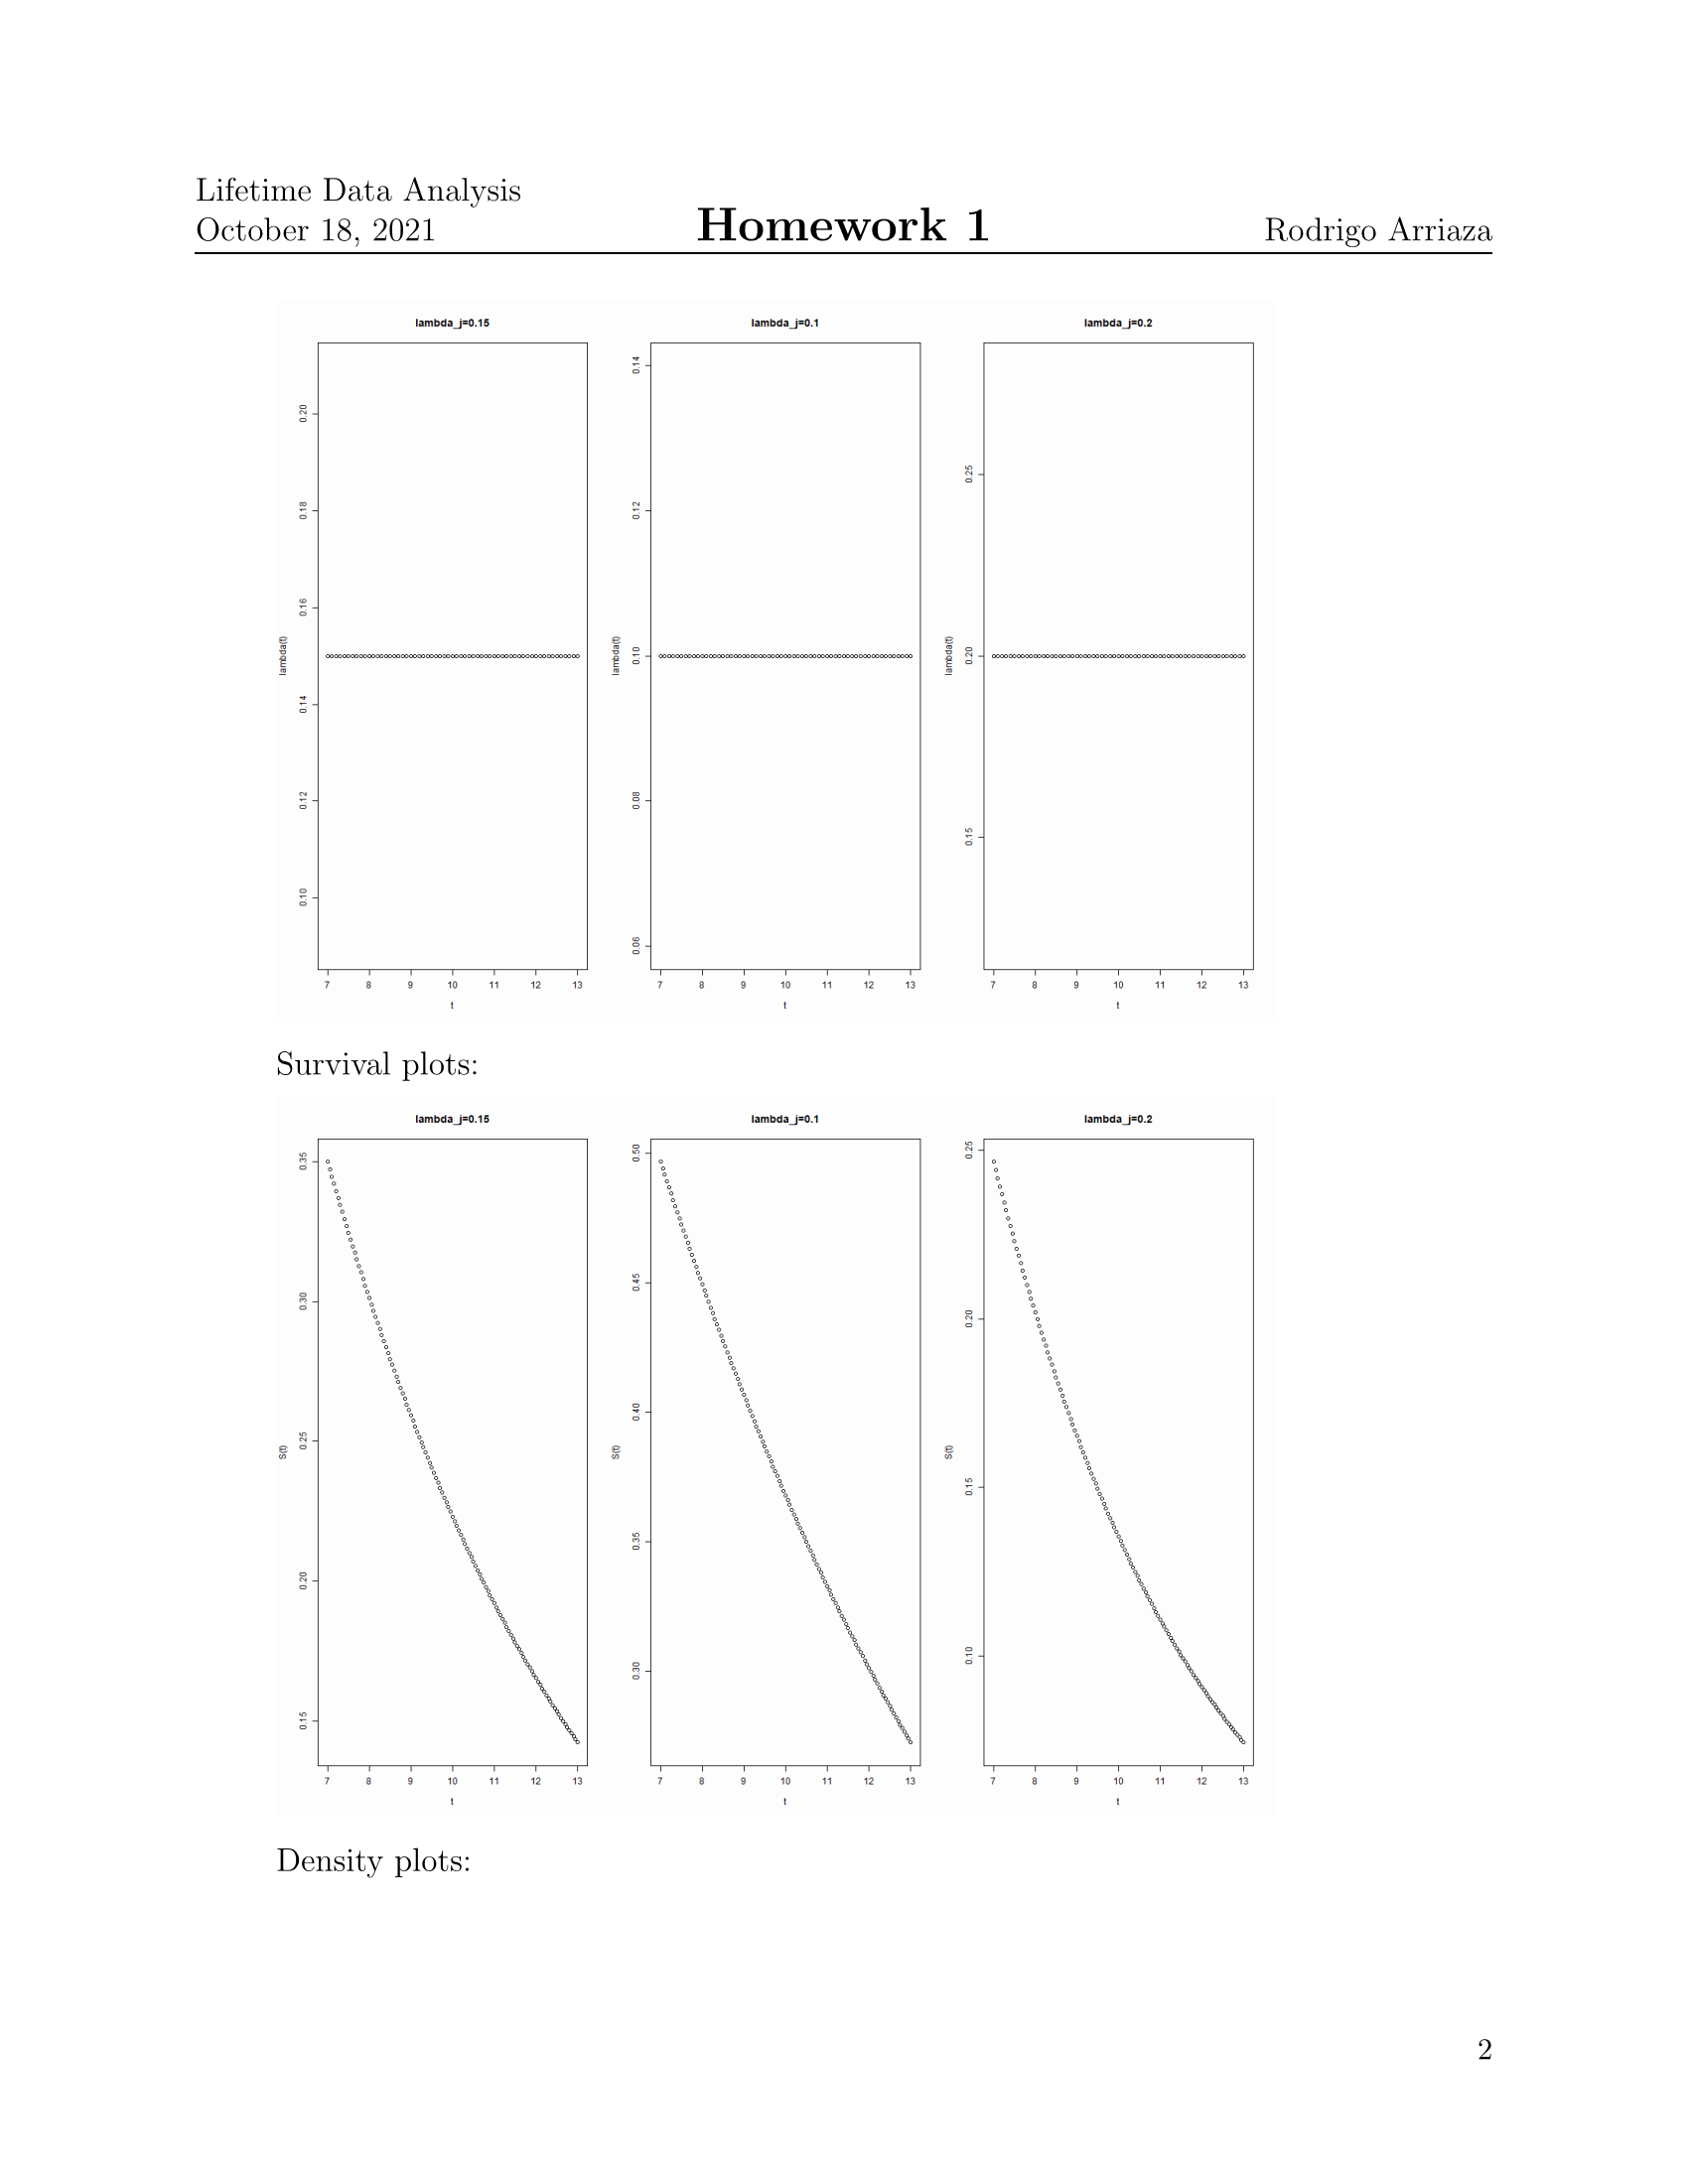 Lifetime Data Analysis
October 18, 2021
Homework 1
Rodrigo Arriaza
lambda_j=0.15
lambda(t)
0.20
0.18
0.16
0.14
0.12
0.10
7 8 9 10 11 12 13
t
lambda_j=0.1
lambda(t)
0.14
0.12
0.10
0.08
0.06
7 8 9 10 11 12 13
t
lambda_j=0.2
lambda(t)
0.25
0.20
0.15
7 8 9 10 11 12 13
t
Survival plots:
lambda_j=0.15
S(t)
0.35
0.30
0.25
0.20
0.15
7 8 9 10 11 12 13
t
lambda_j=0.1
S(t)
0.50
0.45
0.40
0.35
0.30
7 8 9 10 11 12 13
t
lambda_j=0.2
S(t)
0.25
0.20
0.15
0.10
7 8 9 10 11 12 13
t
Density plots:
2